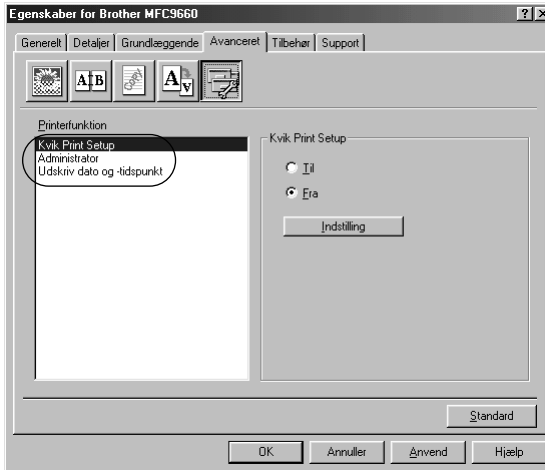 Egenskaber for Brother MFC9660
Generelt Detaljer Grundlæggende Avanceret Tilbehør Support
Printerfunktion
Kvik Print Setup
Administrator
Udskriv dato og -tidspunkt
Kvik Print Setup
Til
Fra
Indstilling
Standard
OK Annuller Anvend Hjælp